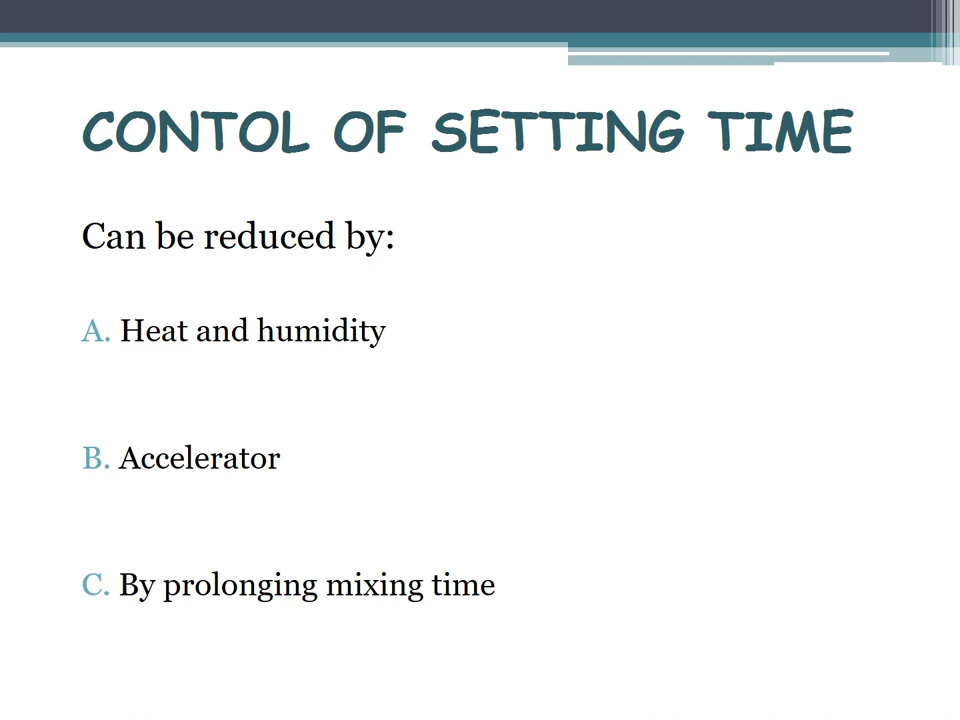 CONTOL OF SETTING TIME
Can be reduced by:
A. Heat and humidity
B. Accelerator
C. By prolonging mixing time